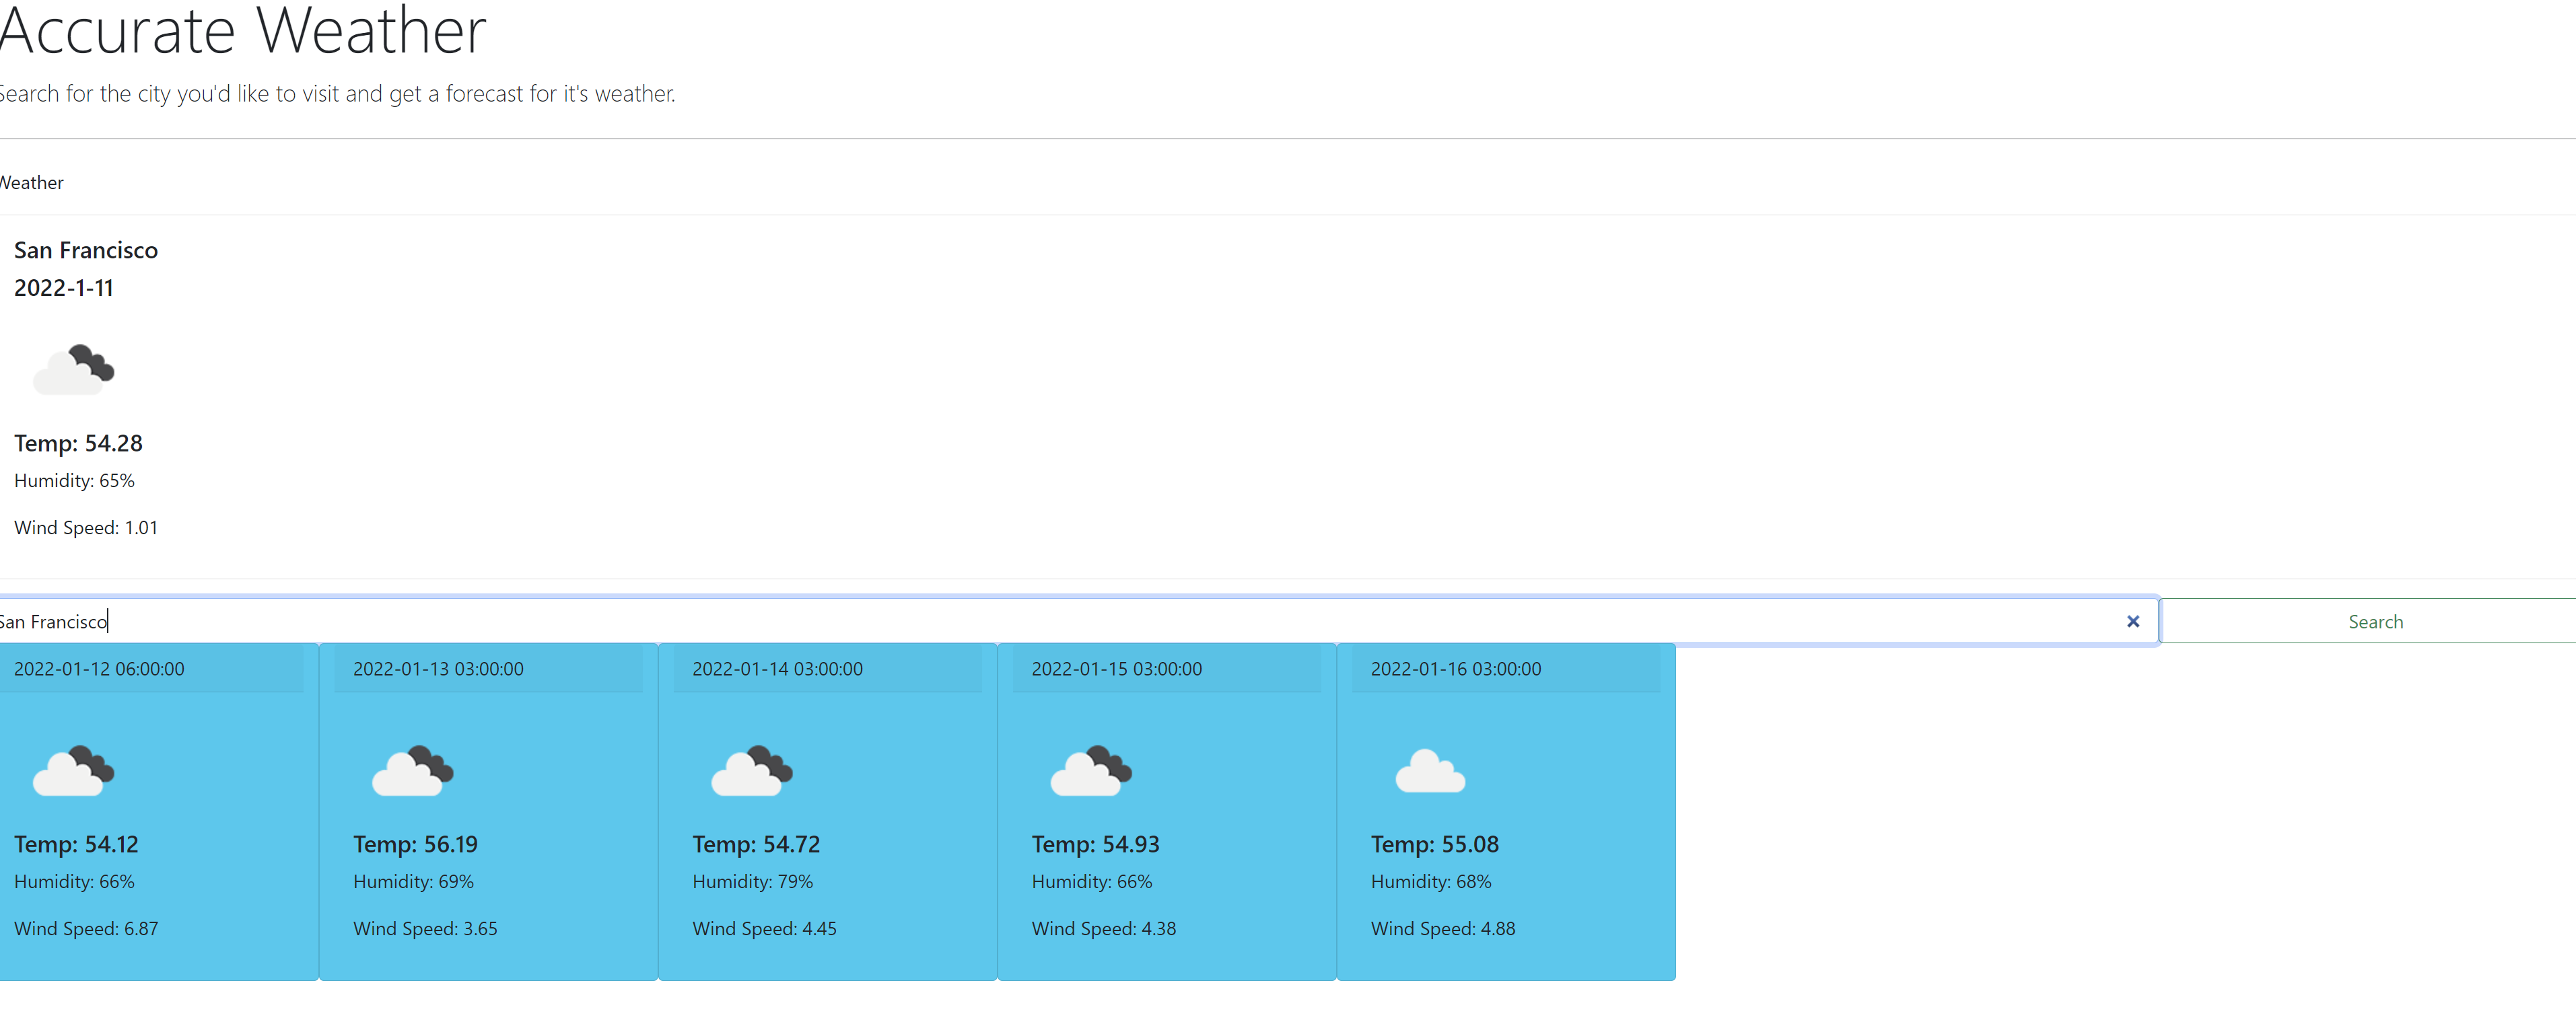 Accurate Weather
Search for the city you'd like to visit and get a forecast for it's weather.
Weather
San Francisco
2022-1-11
Temp: 54.28
Humidity: 65%
Wind Speed: 1.01
San Francisco
Search
2022-01-12 06:00:00
Temp: 54.12
Humidity: 66%
Wind Speed: 6.87
2022-01-13 03:00:00
Temp: 56.19
Humidity: 69%
Wind Speed: 3.65
2022-01-14 03:00:00
Temp: 54.72
Humidity: 79%
Wind Speed: 4.45
2022-01-15 03:00:00
Temp: 54.93
Humidity: 66%
Wind Speed: 4.38
2022-01-16 03:00:00
Temp: 55.08
Humidity: 68%
Wind Speed: 4.88